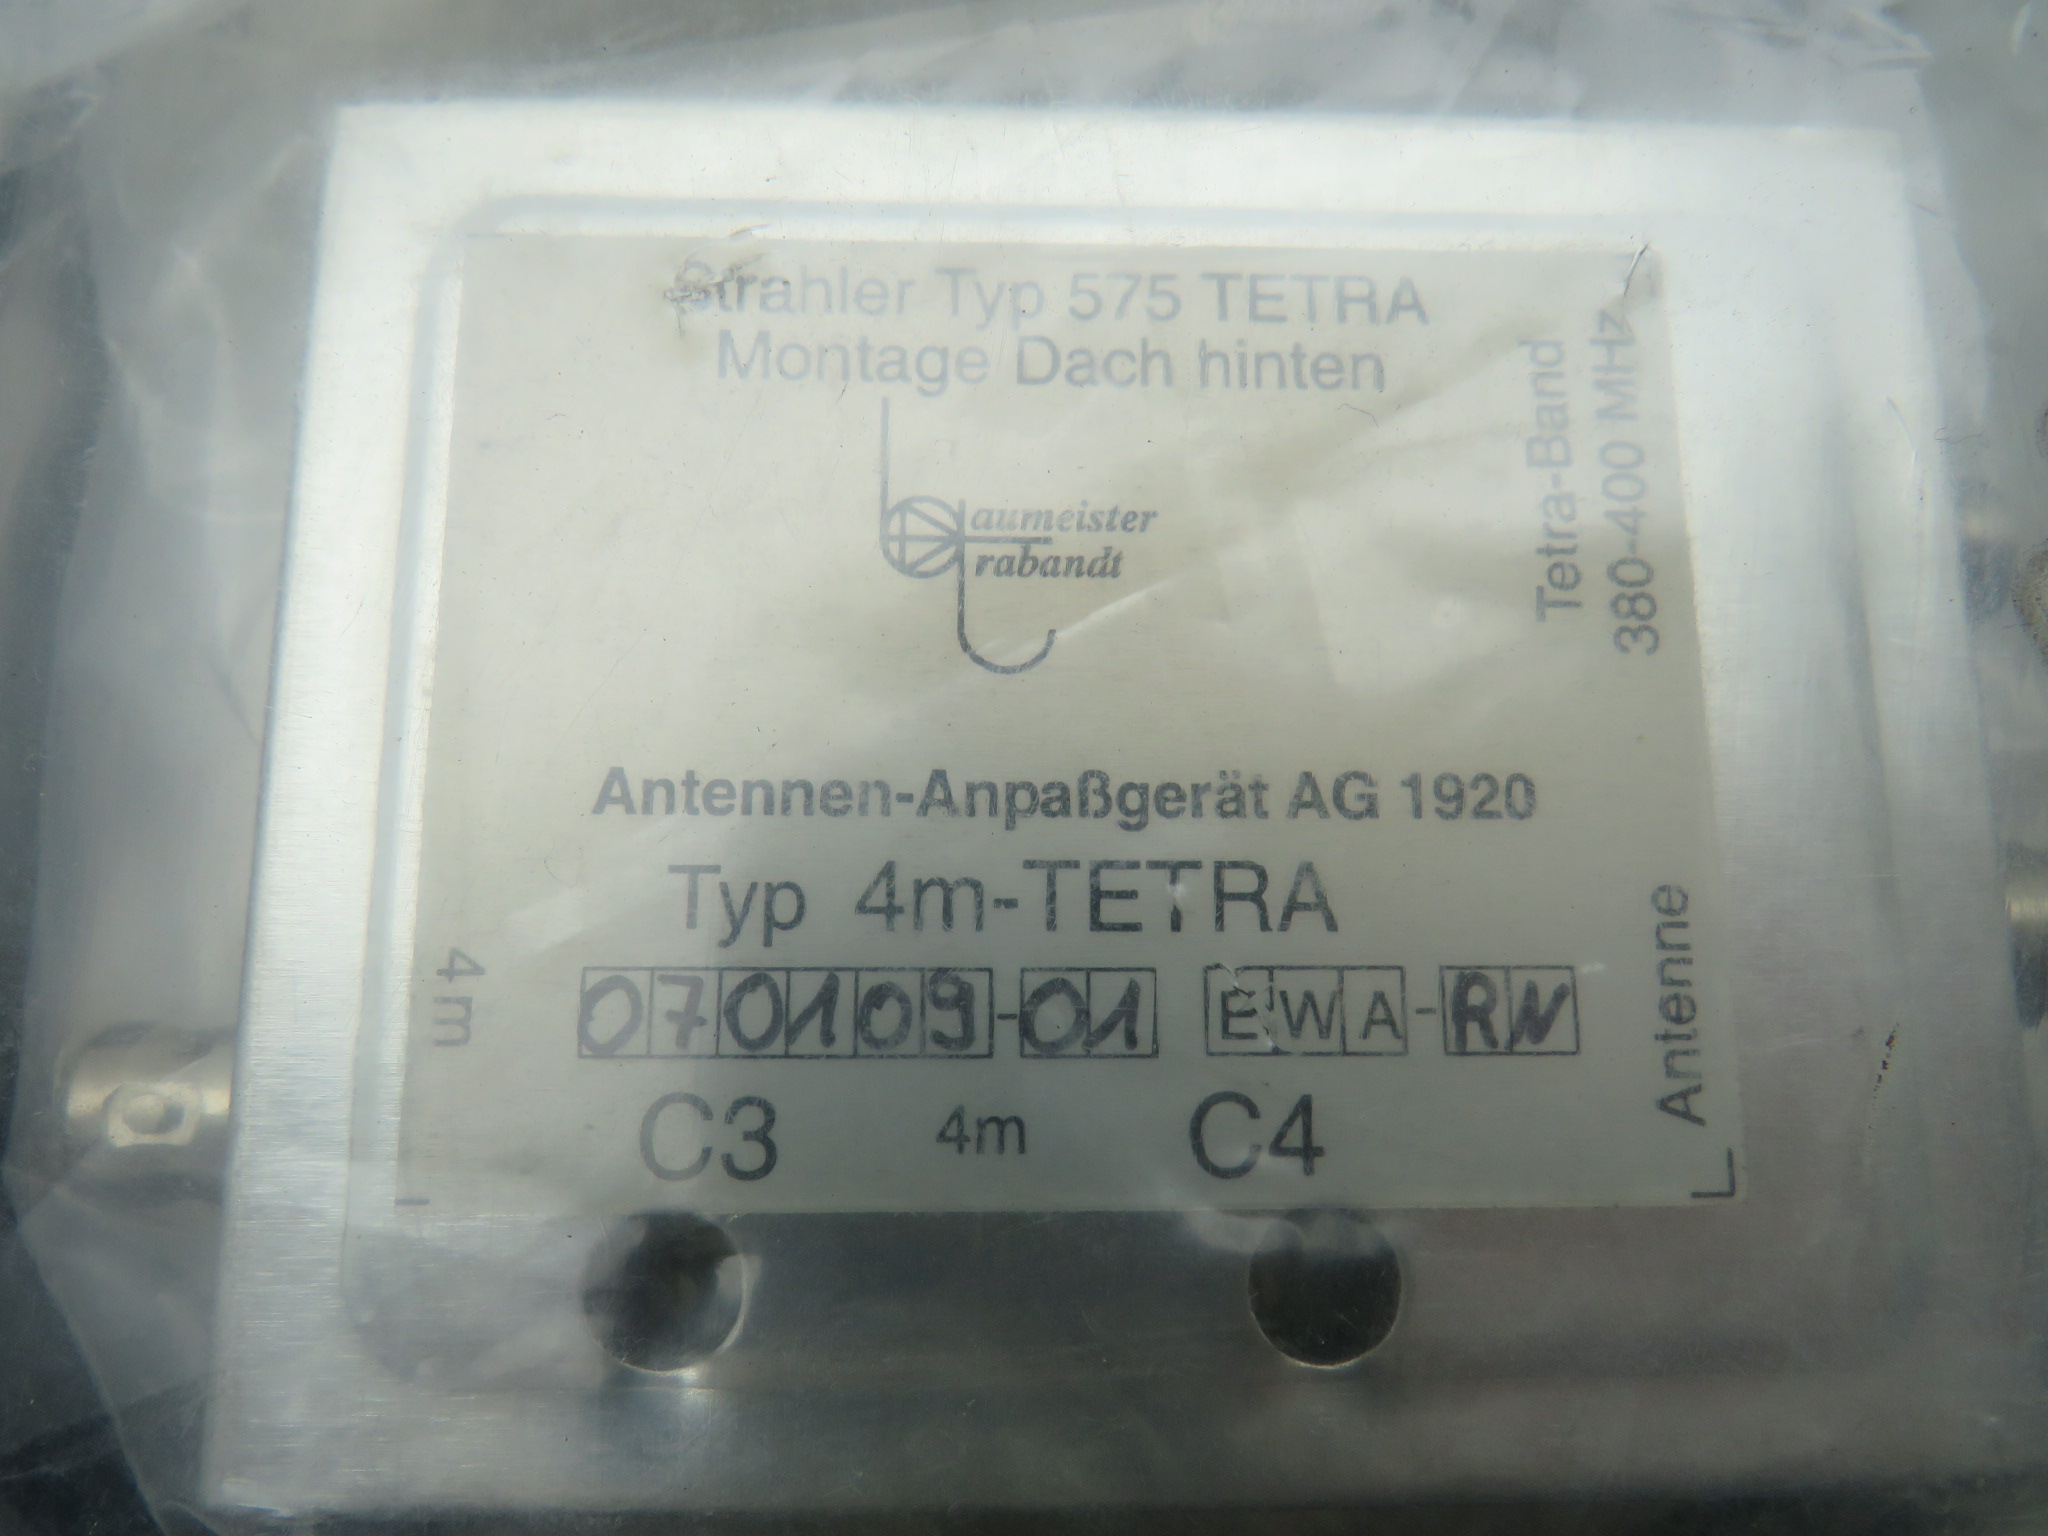 Strahler Typ 575 TETRA
Montage Dach hinten
aumeister
rabandt
Tetra-Band
380-400 MHz
Antennen-Anpaßgerät AG 1920
Typ 4m-TETRA
4m
070109-01 EWA-RN
Antenne
C3 4m C4